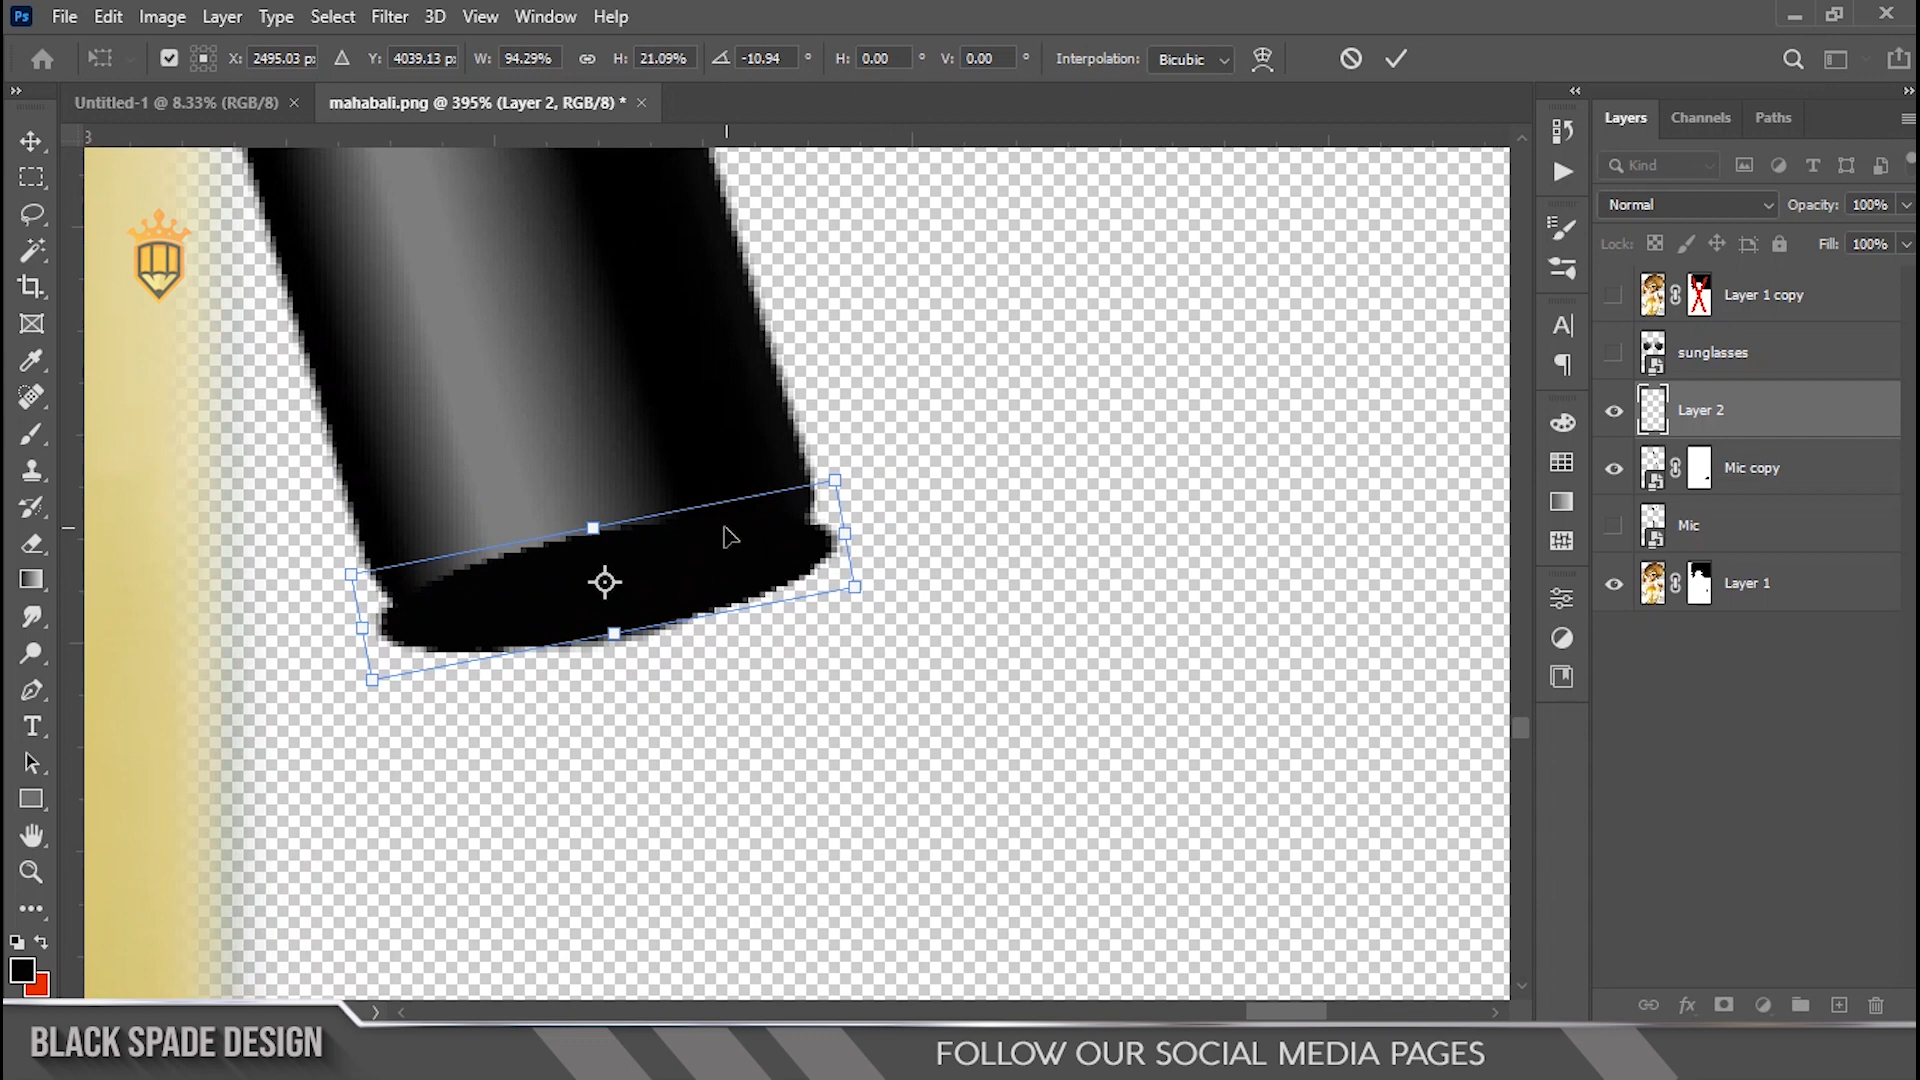 Ps File Edit Image Layer Type Select Filter 3D View Window Help
X: 2495.03 p: Y: 4039.13 p: W: 94.29% H: 21.09% -10.94 ° H: 0.00 ° V: 0.00 ° Interpolation: Bicubic
Untitled-1 @ 8.33% (RGB/8) × mahabali.png @ 395% (Layer 2, RGB/8) * ×
Layers Channels Paths
3
Kind
Normal Opacity: 100%
Lock: Fill: 100%
Layer 1 copy
sunglasses
Layer 2
Mic copy
Mic
Layer 1
BLACK SPADE DESIGN
FOLLOW OUR SOCIAL MEDIA PAGES